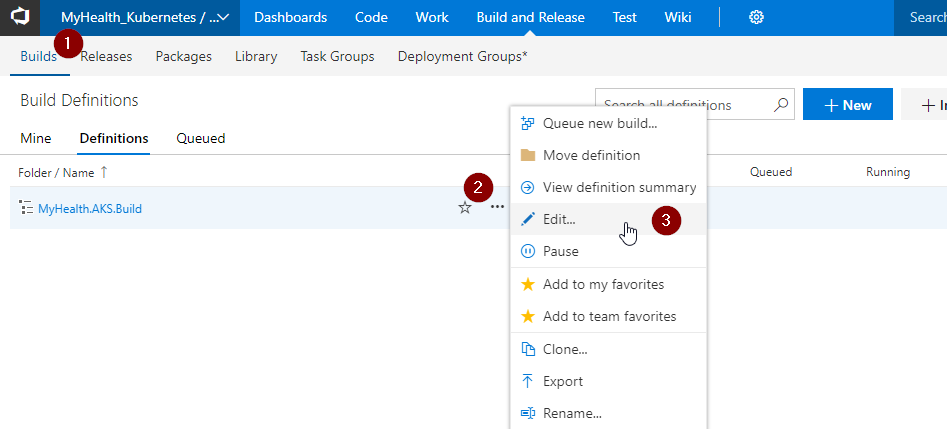 MyHealth_Kubernetes / ... Dashboards Code Work Build and Release Test Wiki Search
1
Builds Releases Packages Library Task Groups Deployment Groups*
Build Definitions
Search all definitions + New + I
Mine Definitions Queued
Folder / Name ↑ Queued Running
MyHealth.AKS.Build
2
...
Queue new build...
Move definition
View definition summary
Edit...
3
Pause
Add to my favorites
Add to team favorites
Clone...
Export
Rename...